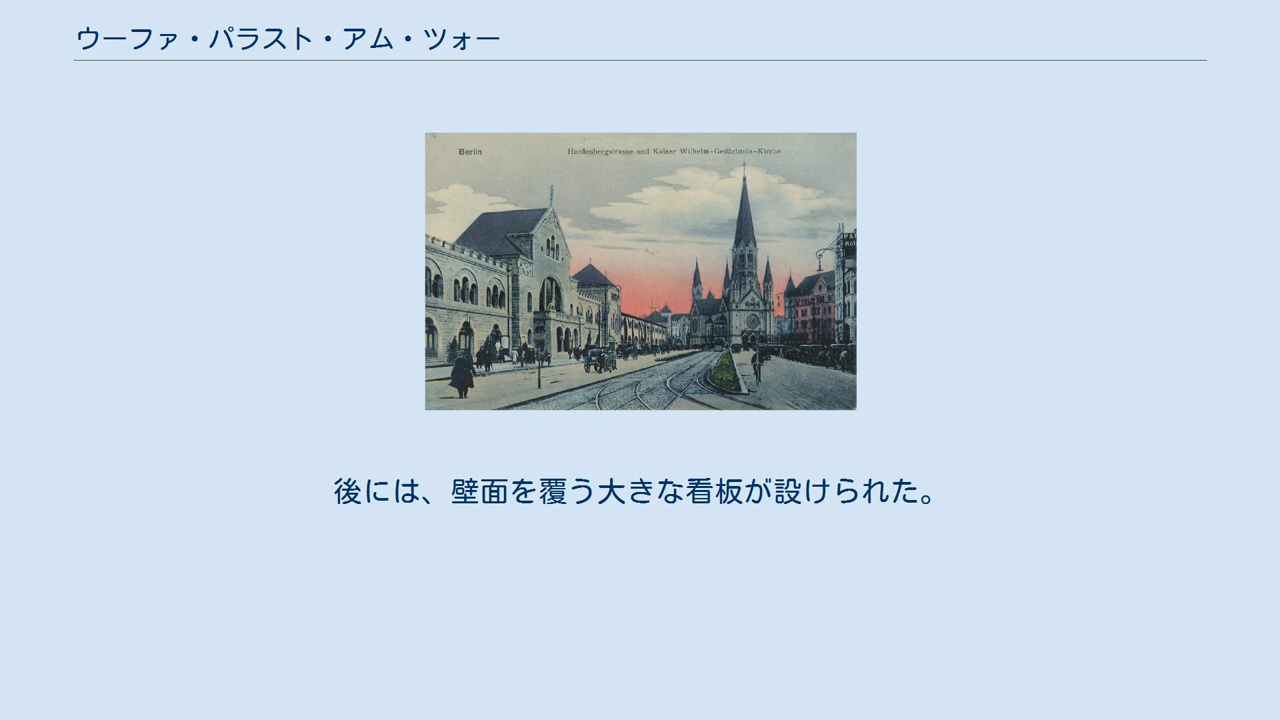 ウーファ・パラスト・アム・ツォー
Berlin
Hardenbergstrasse und Kaiser Wilhelm-Gedächtnis-Kirche
後には、壁面を覆う大きな看板が設けられた。